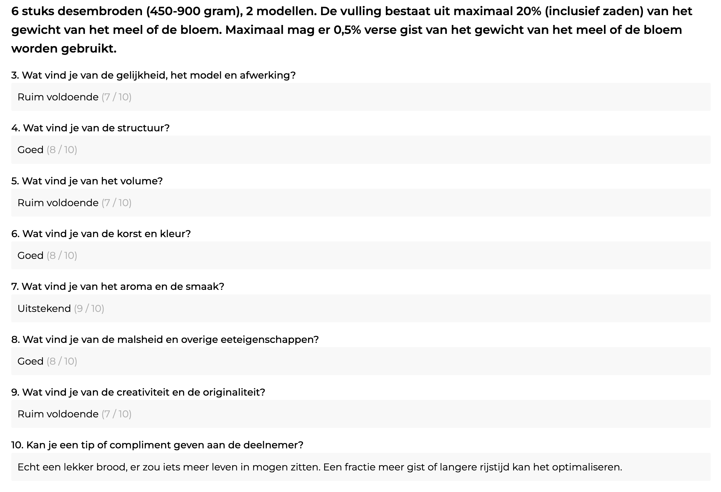 6 stuks desembroden (450-900 gram), 2 modellen. De vulling bestaat uit maximaal 20% (inclusief zaden) van het
gewicht van het meel of de bloem. Maximaal mag er 0,5% verse gist van het gewicht van het meel of de bloem
worden gebruikt.
3. Wat vind je van de gelijkheid, het model en afwerking?
Ruim voldoende (7 / 10)
4. Wat vind je van de structuur?
Goed (8 / 10)
5. Wat vind je van het volume?
Ruim voldoende (7 / 10)
6. Wat vind je van de korst en kleur?
Goed (8 / 10)
7. Wat vind je van het aroma en de smaak?
Uitstekend (9 / 10)
8. Wat vind je van de malsheid en overige eeteigenschappen?
Goed (8 / 10)
9. Wat vind je van de creativiteit en de originaliteit?
Ruim voldoende (7 / 10)
10. Kan je een tip of compliment geven aan de deelnemer?
Echt een lekker brood, er zou iets meer leven in mogen zitten. Een fractie meer gist of langere rijstijd kan het optimaliseren.